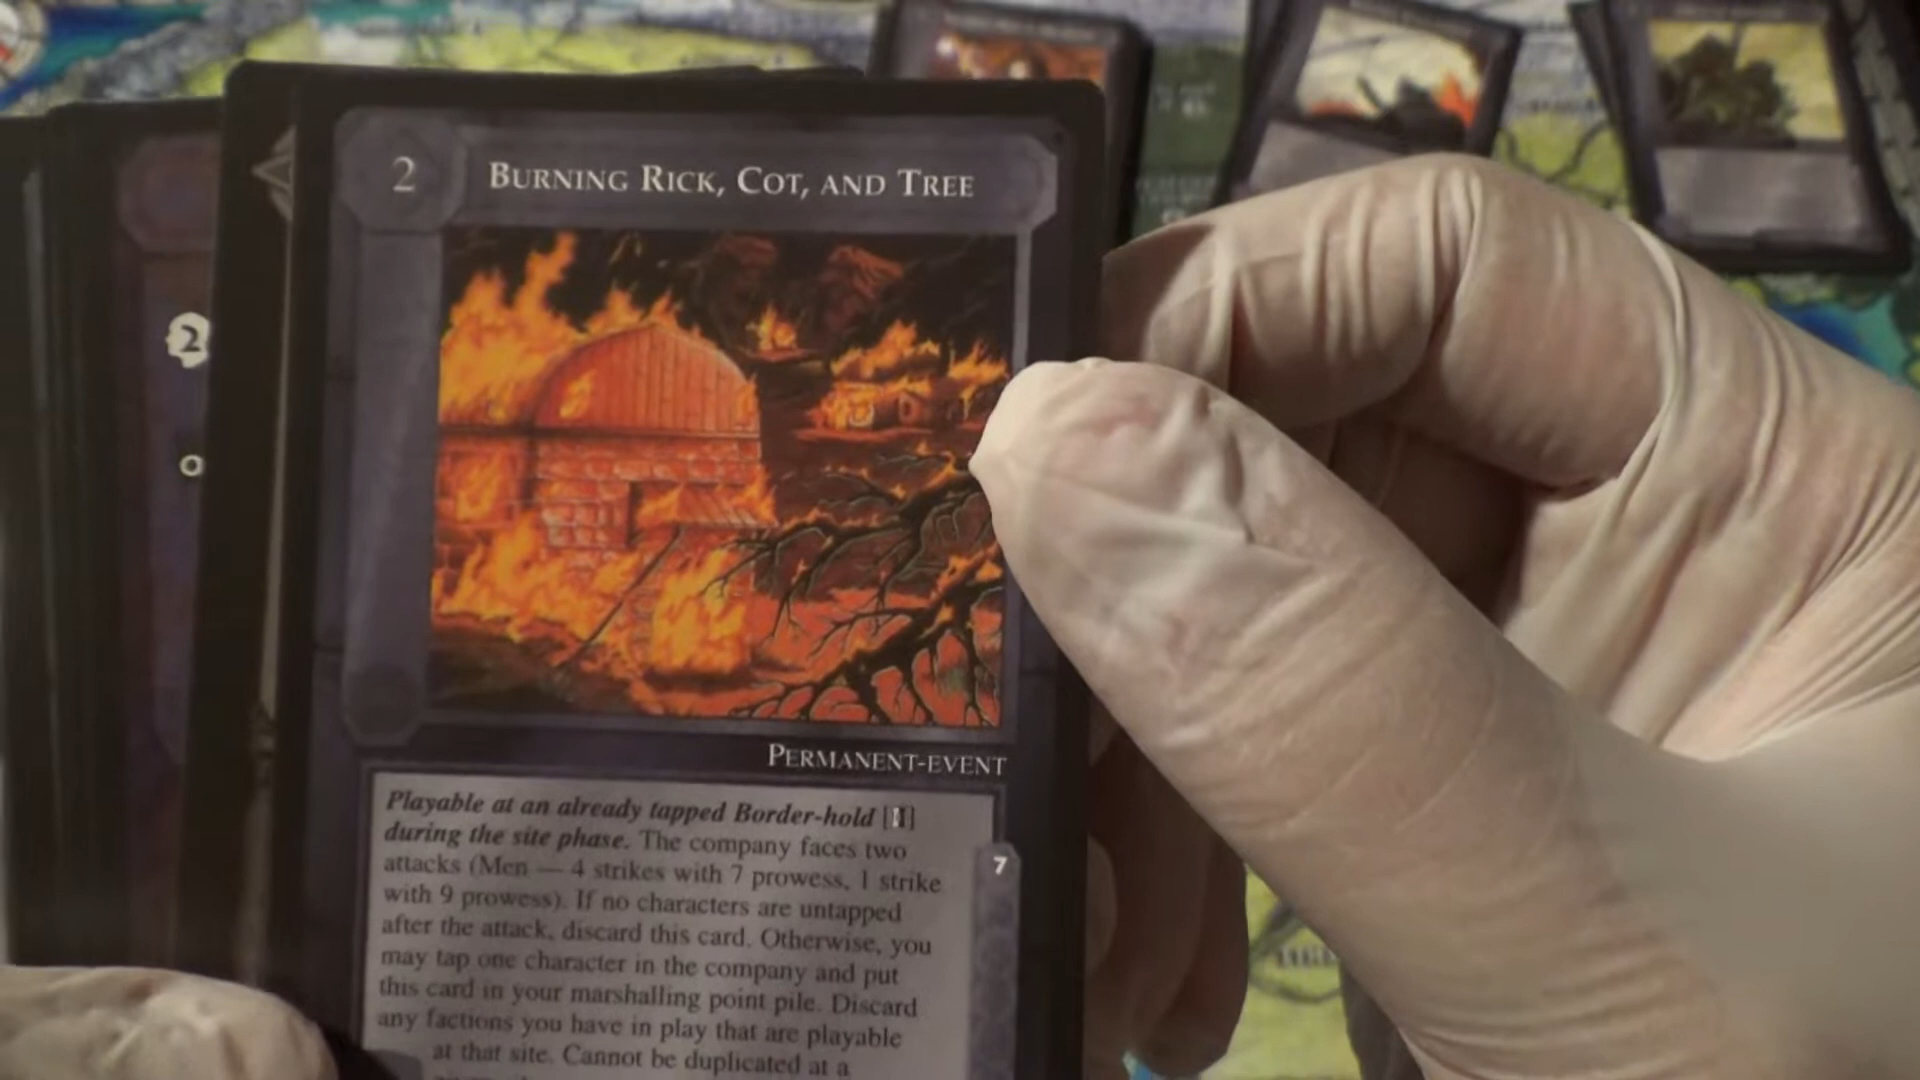 2
BURNING RICK, COT, AND TREE
2
PERMANENT-EVENT
Playable at an already tapped Border-hold [
]
during the site phase. The company faces two
attacks (Men — 4 strikes with 7 prowess, 1 strike
with 9 prowess). If no characters are untapped
after the attack, discard this card. Otherwise, you
may tap one character in the company and put
this card in your marshalling point pile. Discard
any factions you have in play that are playable
at that site. Cannot be duplicated at a
7